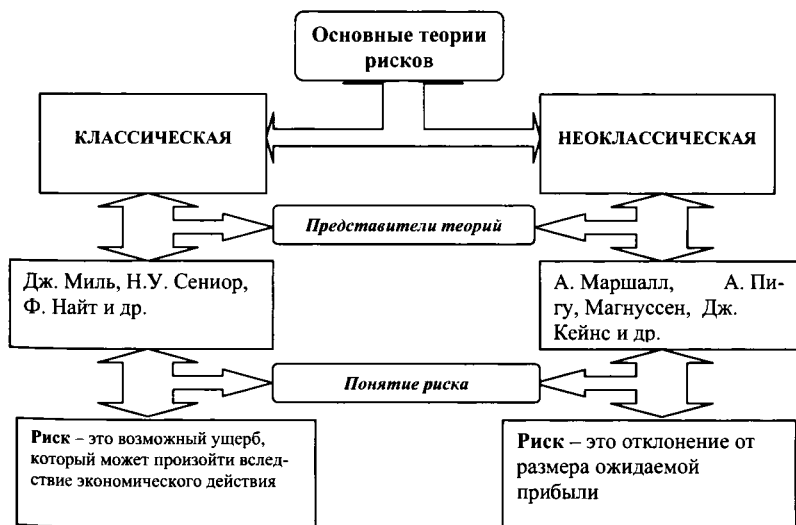 Основные теории
рисков
КЛАССИЧЕСКАЯ
НЕОКЛАССИЧЕСКАЯ
Представители теорий
Дж. Миль, Н.У. Сениор,
Ф. Найт и др.
А. Маршалл, А. Пи-
гу, Магнуссен, Дж.
Кейнс и др.
Понятие риска
Риск – это возможный ущерб,
который может произойти вслед-
ствие экономического действия
Риск – это отклонение от
размера ожидаемой
прибыли